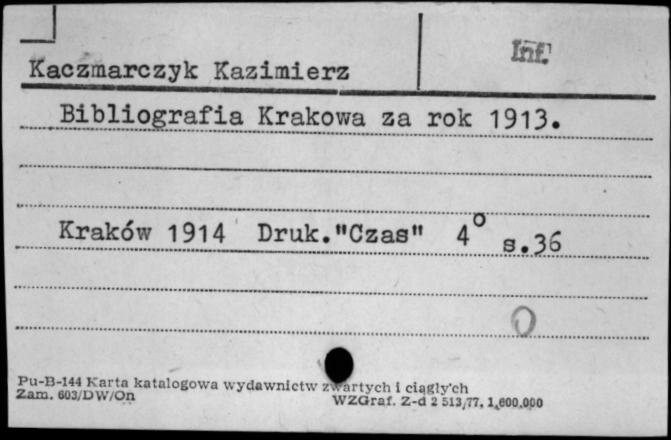 Inf.
Kaczmarczyk Kazimierz
Bibliografia Krakowa za rok 1913.
Kraków 1914 Druk."Czas" 4° s.36
O
Pu-B-144 Karta katalogowa wydawnictw zwartych i ciągłych
Zam. 603/DW/On WZGraf. Z-d 2 513/77. 1.600.000